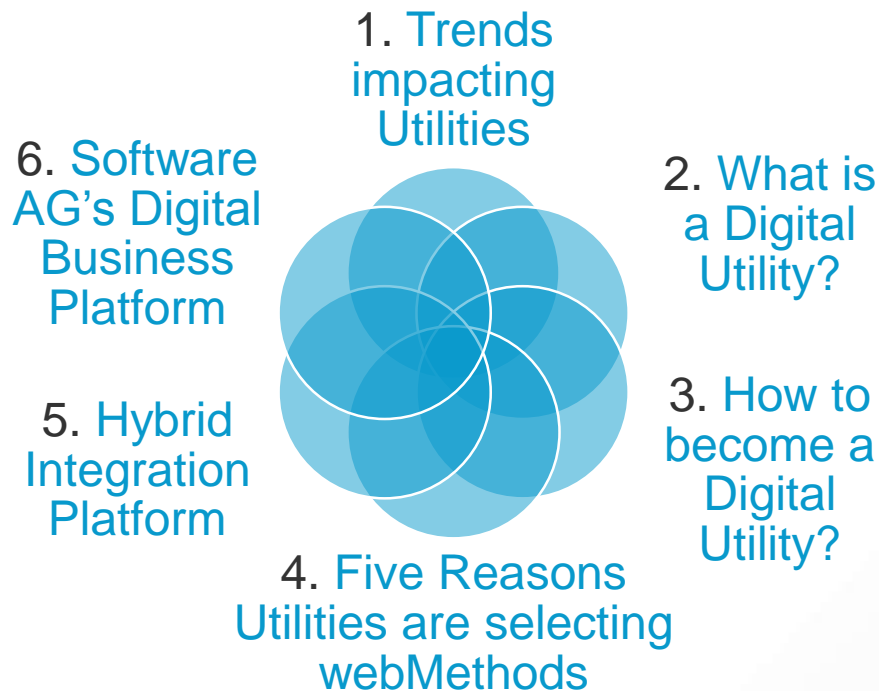 1. Trends
impacting
Utilities
2. What is
a Digital
Utility?
3. How to
become a
Digital
Utility?
4. Five Reasons
Utilities are selecting
webMethods
5. Hybrid
Integration
Platform
6. Software
AG's Digital
Business
Platform